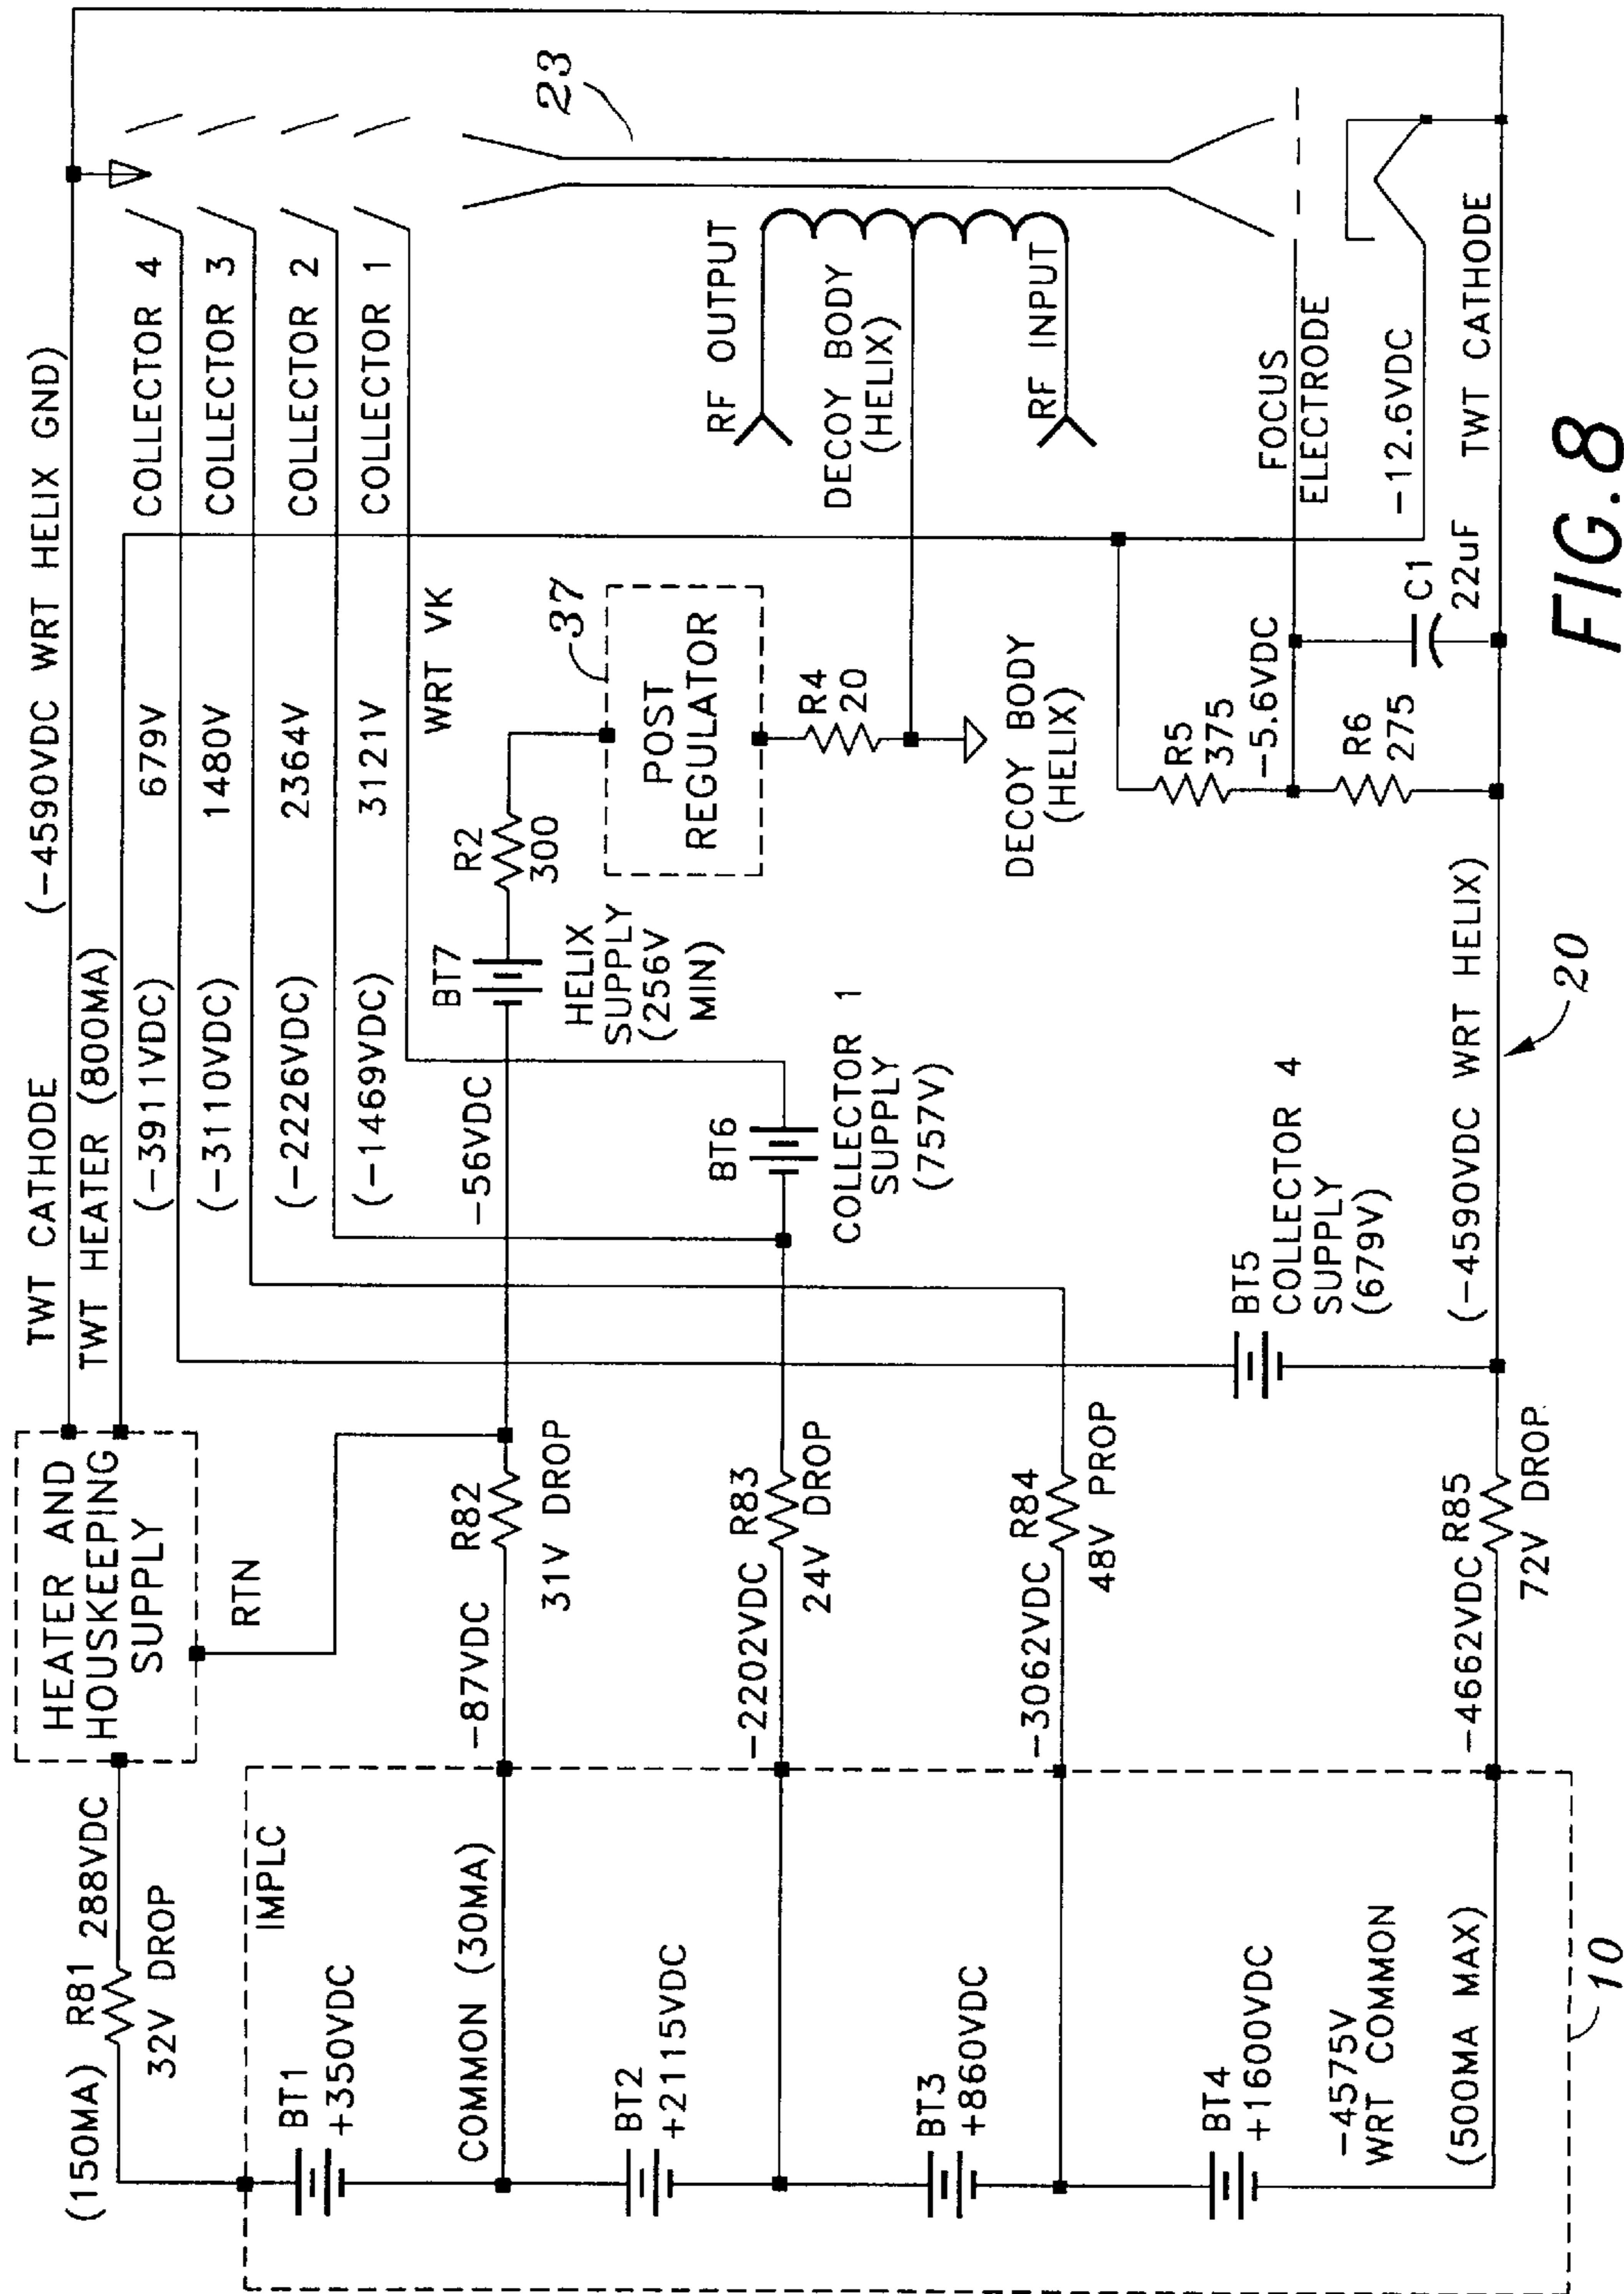 (150MA) R81 288VDC
32V DROP
HEATER AND
HOUSKEEPING
SUPPLY
RTN
TWT CATHODE
(-4590VDC WRT HELIX GND)
TWT HEATER (800MA)
(-3911VDC)
679V
COLLECTOR 4
(-3110VDC)
1480V
COLLECTOR 3
(-2226VDC)
2364V
COLLECTOR 2
(-1469VDC)
3121V
COLLECTOR 1
WRT VK
IMPLC
BT1
+350VDC
COMMON (30MA)
-87VDC
R82
31V DROP
-56VDC
BT7
HELIX
SUPPLY
(256V
MIN)
R2
300
37
POST
REGULATOR
R4
20
DECOY BODY
(HELIX)
RF OUTPUT
DECOY BODY
(HELIX)
RF INPUT
23
BT2
+2115VDC
-2202VDC
R83
24V DROP
BT6
COLLECTOR 1
SUPPLY
(757V)
BT3
+860VDC
-3062VDC
R84
48V PROP
BT5
COLLECTOR 4
SUPPLY
(679V)
R5
375
-5.6VDC
R6
275
FOCUS
ELECTRODE
-12.6VDC
C1
22uF
TWT CATHODE
BT4
+1600VDC
-4575V
WRT COMMON
(500MA MAX)
-4662VDC
R85
72V DROP
(-4590VDC WRT HELIX)
10
20
FIG.8